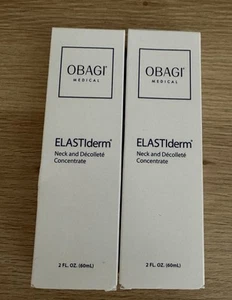 OBAGI®
MEDICAL
ELASTIderm®
Neck and Décolleté
Concentrate
2 FL. OZ. (60mL)
OBAGI®
MEDICAL
ELASTIderm®
Neck and Décolleté
Concentrate
2 FL. OZ. (60mL)